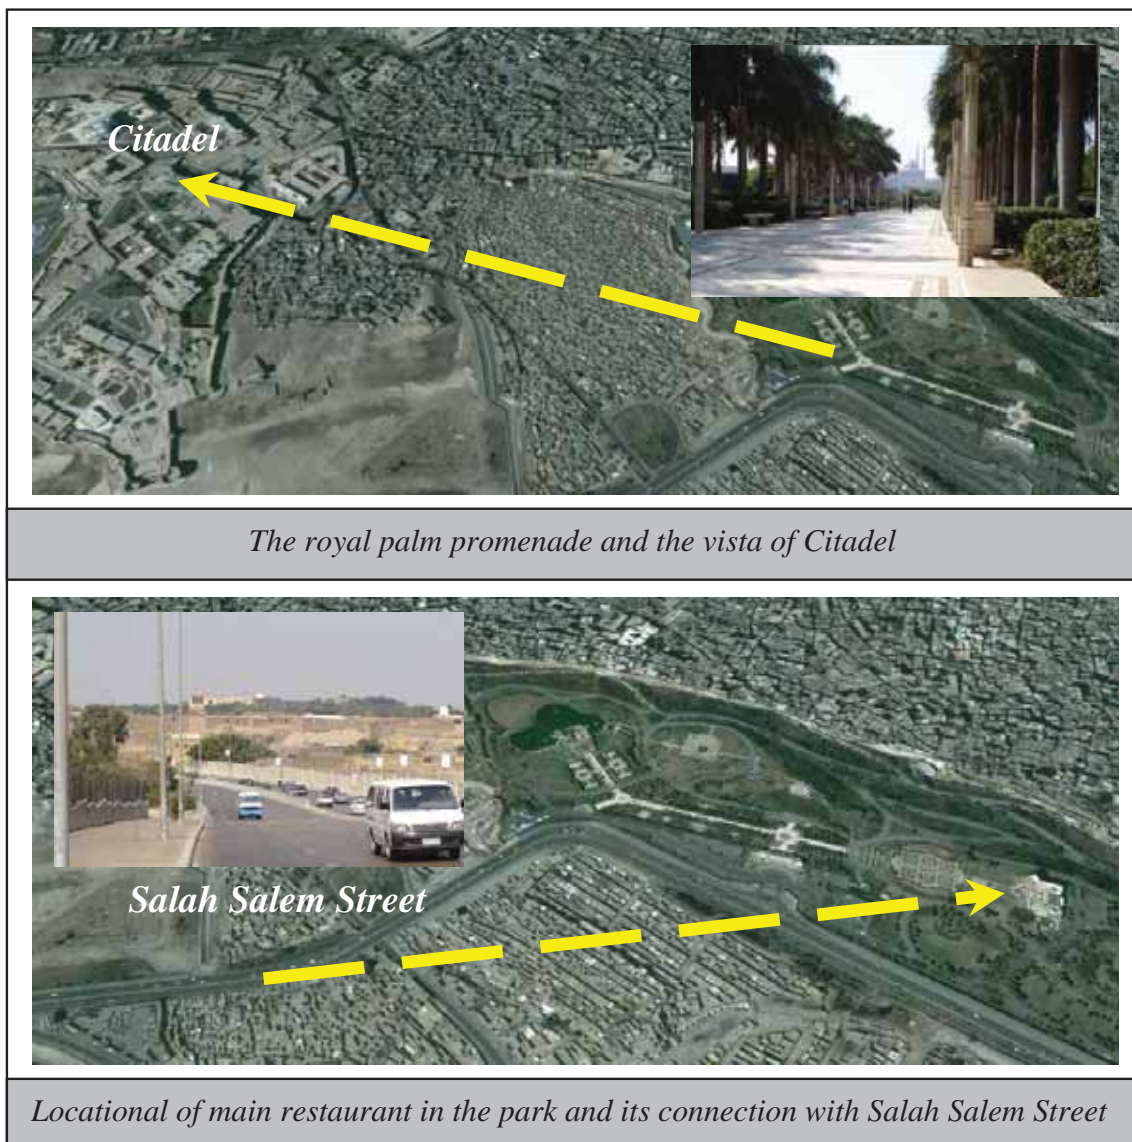 Citadel
The royal palm promenade and the vista of Citadel
Salah Salem Street
Locational of main restaurant in the park and its connection with Salah Salem Street